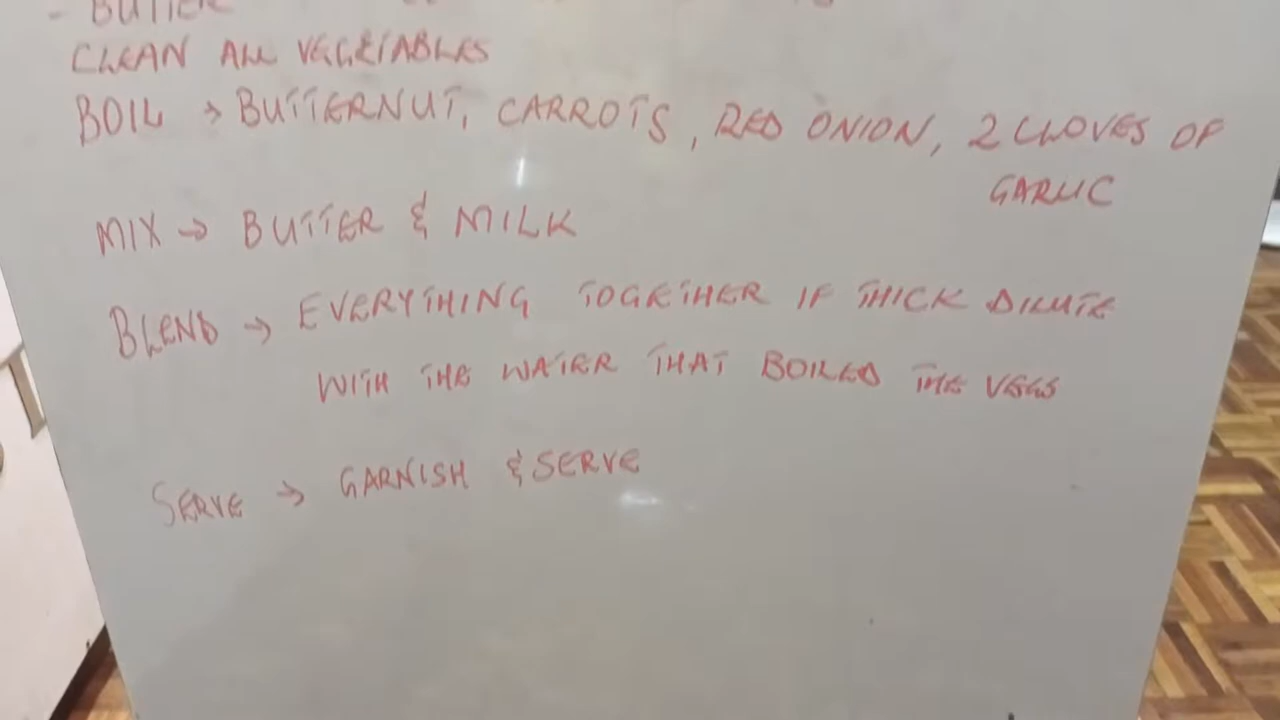 - BUTTER
CLEAN ALL VEGETABLES
BOIL → BUTTERNUT, CARROTS, RED ONION, 2 CLOVES OF
GARLIC
MIX → BUTTER & MILK
BLEND → EVERYTHING TOGETHER IF THICK DILUTE
WITH THE WATER THAT BOILED THE VEGS
SERVE → GARNISH & SERVE